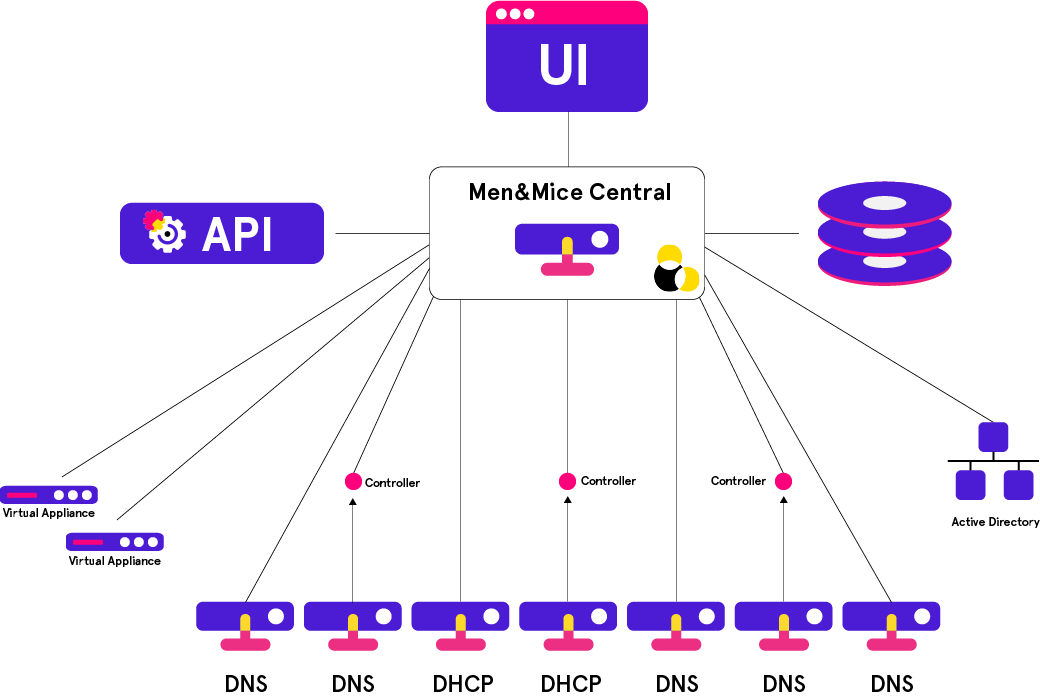 UI
Men&Mice Central
API
Controller
Controller
Controller
Virtual Appliance
Active Directory
Virtual Appliance
DNS
DNS
DHCP
DHCP
DNS
DNS
DNS